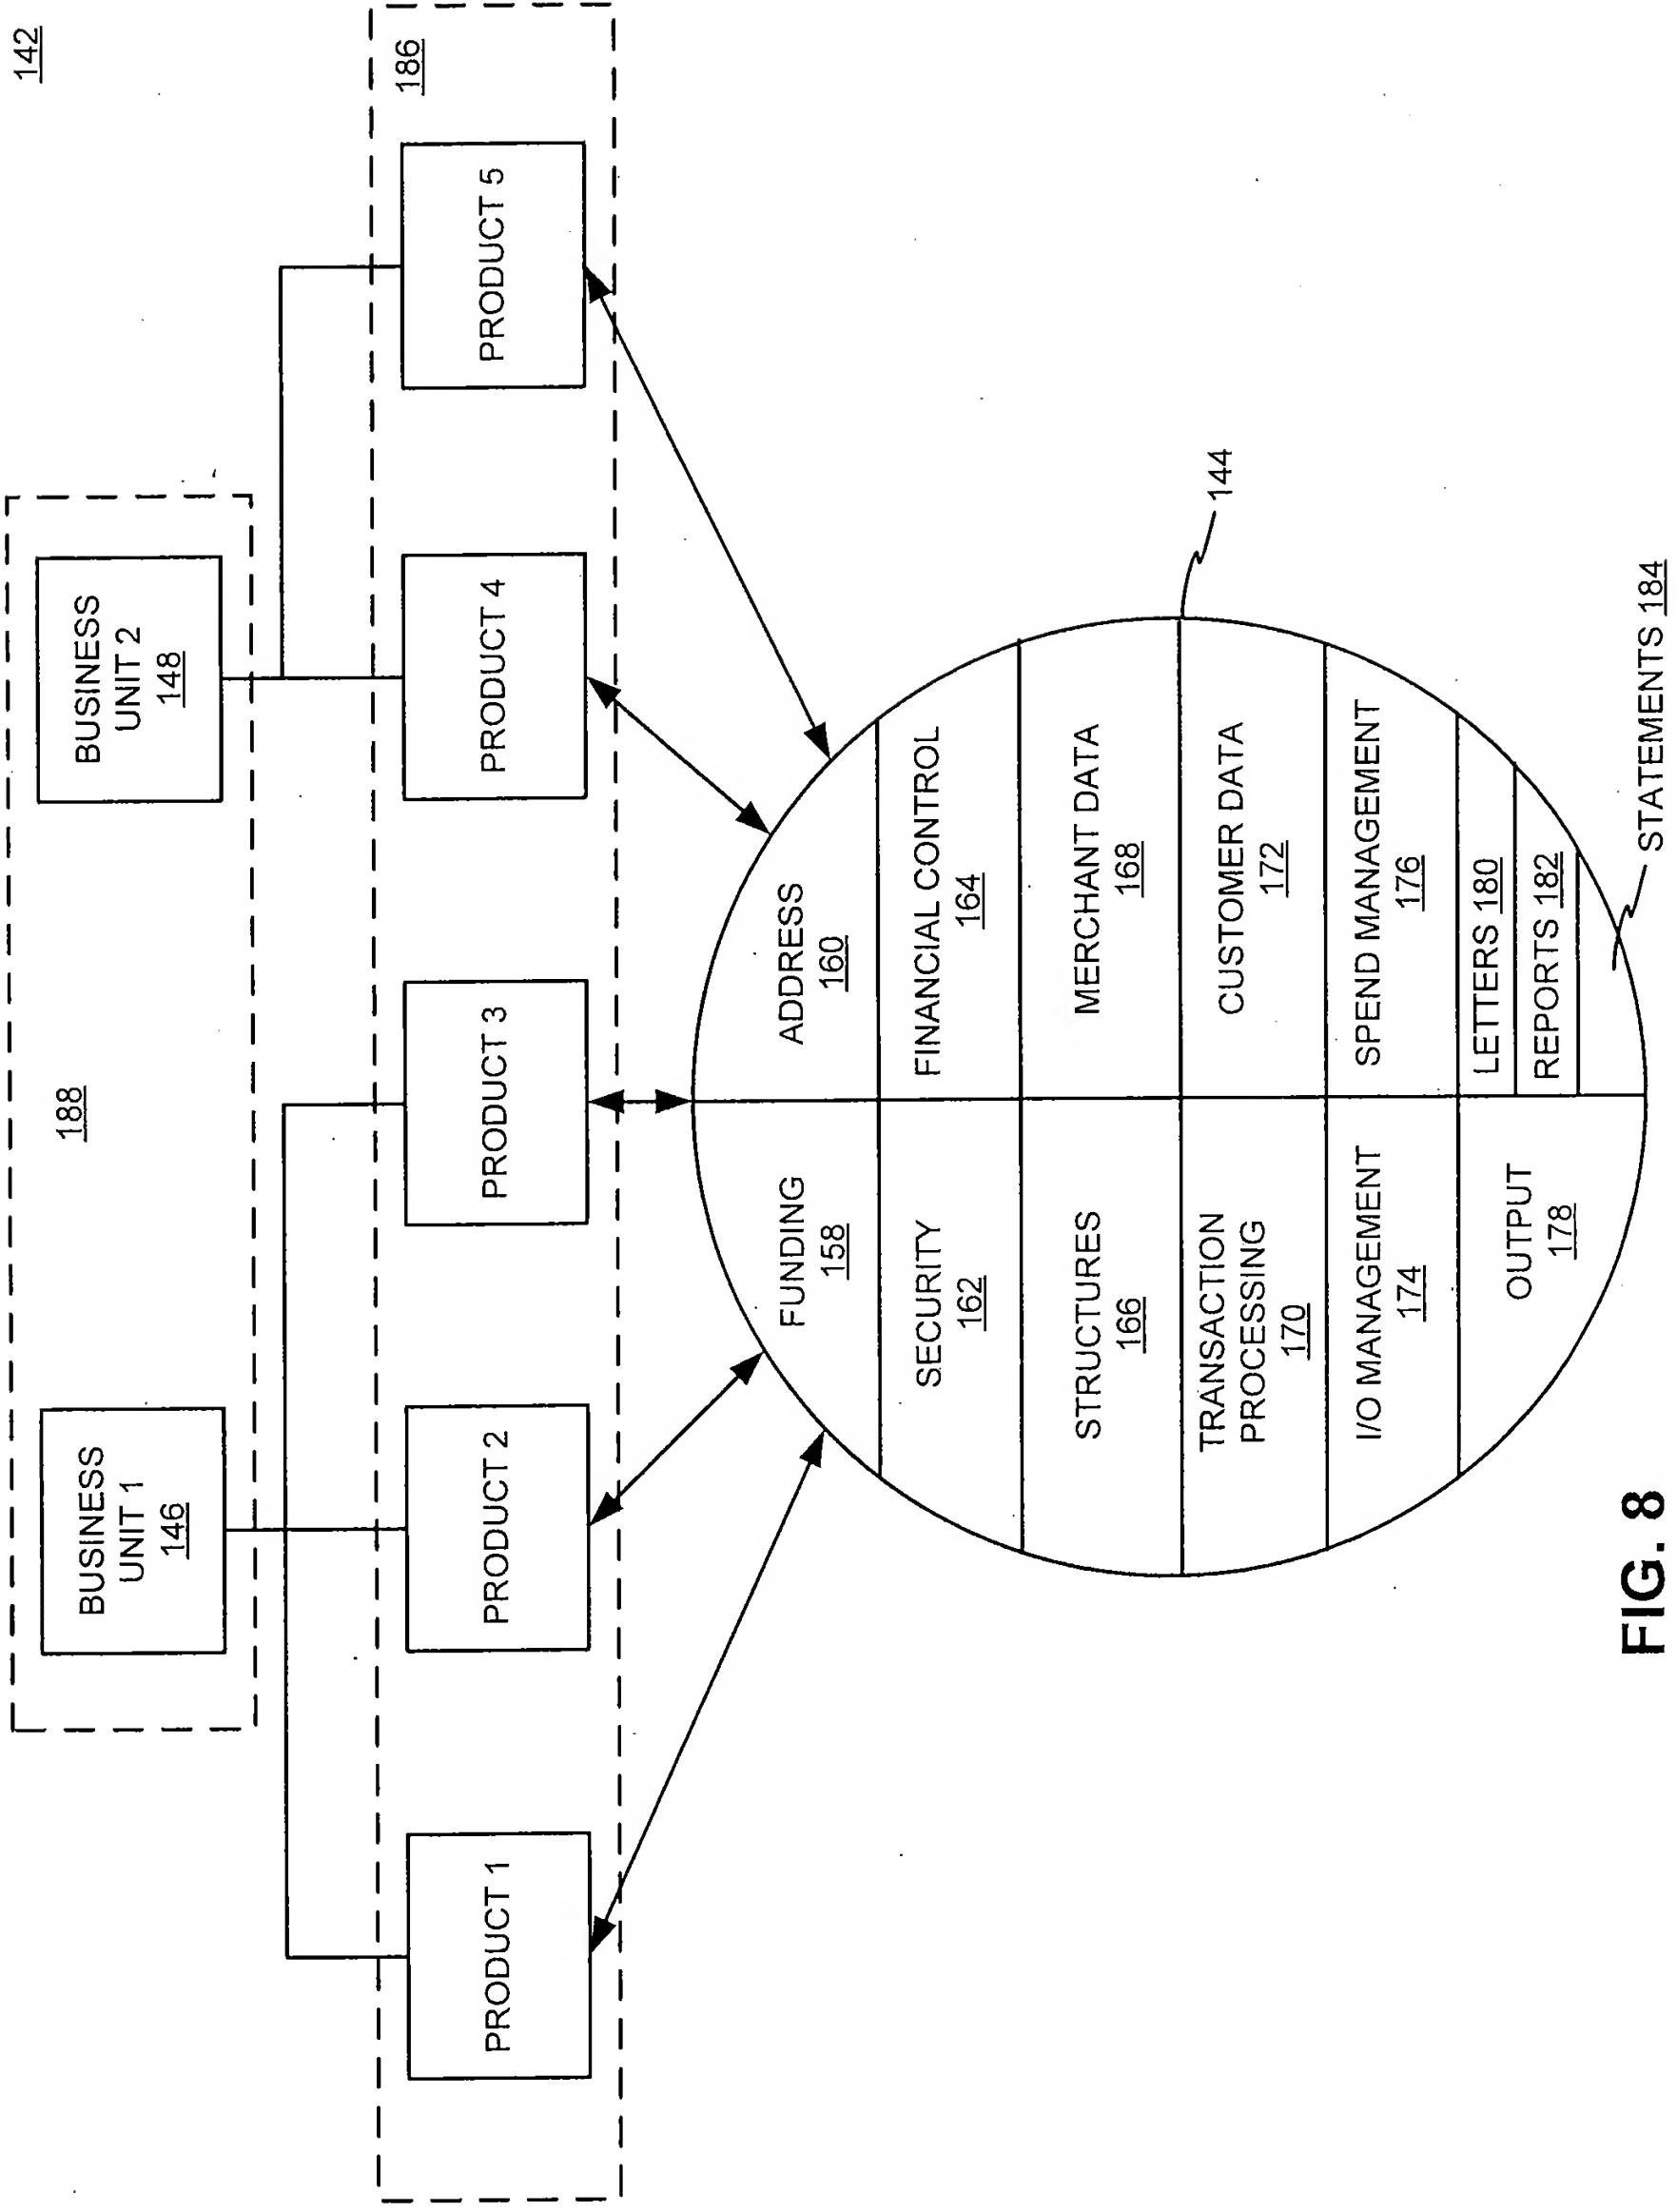 142
188
BUSINESS
UNIT 1
146
BUSINESS
UNIT 2
148
186
PRODUCT 1
PRODUCT 2
PRODUCT 3
PRODUCT 4
PRODUCT 5
144
FUNDING
158
ADDRESS
160
SECURITY
162
FINANCIAL CONTROL
164
STRUCTURES
166
MERCHANT DATA
168
TRANSACTION
PROCESSING
170
CUSTOMER DATA
172
I/O MANAGEMENT
174
SPEND MANAGEMENT
176
OUTPUT
178
LETTERS 180
REPORTS 182
STATEMENTS 184
FIG. 8